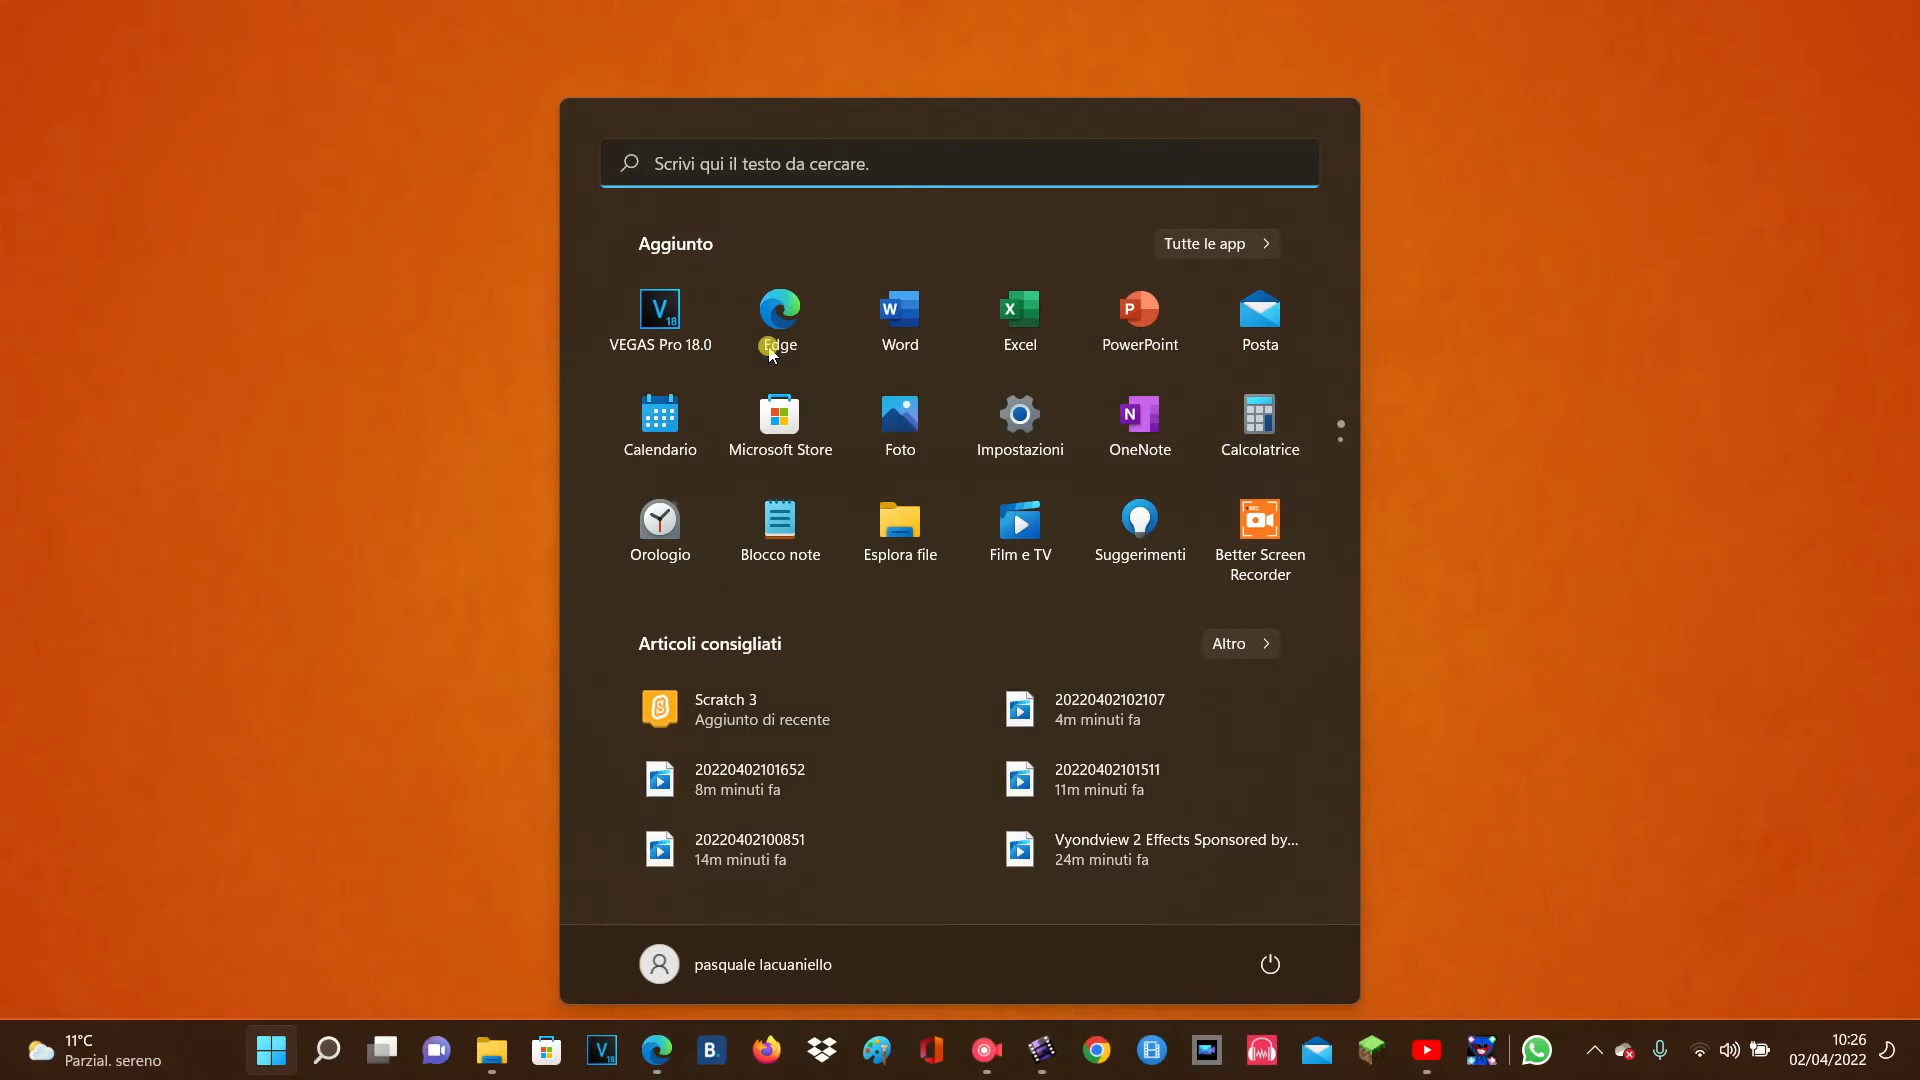 Scrivi qui il testo da cercare.
Aggiunto
Tutte le app
VEGAS Pro 18.0
Edge
Word
Excel
PowerPoint
Posta
Calendario
Microsoft Store
Foto
Impostazioni
OneNote
Calcolatrice
Orologio
Blocco note
Esplora file
Film e TV
Suggerimenti
Better Screen
Recorder
Articoli consigliati
Altro
Scratch 3
Aggiunto di recente
20220402102107
4m minuti fa
20220402101652
8m minuti fa
20220402101511
11m minuti fa
20220402100851
14m minuti fa
Vyondview 2 Effects Sponsored by...
24m minuti fa
pasquale lacuaniello
11°C
Parzial. sereno
10:26
02/04/2022